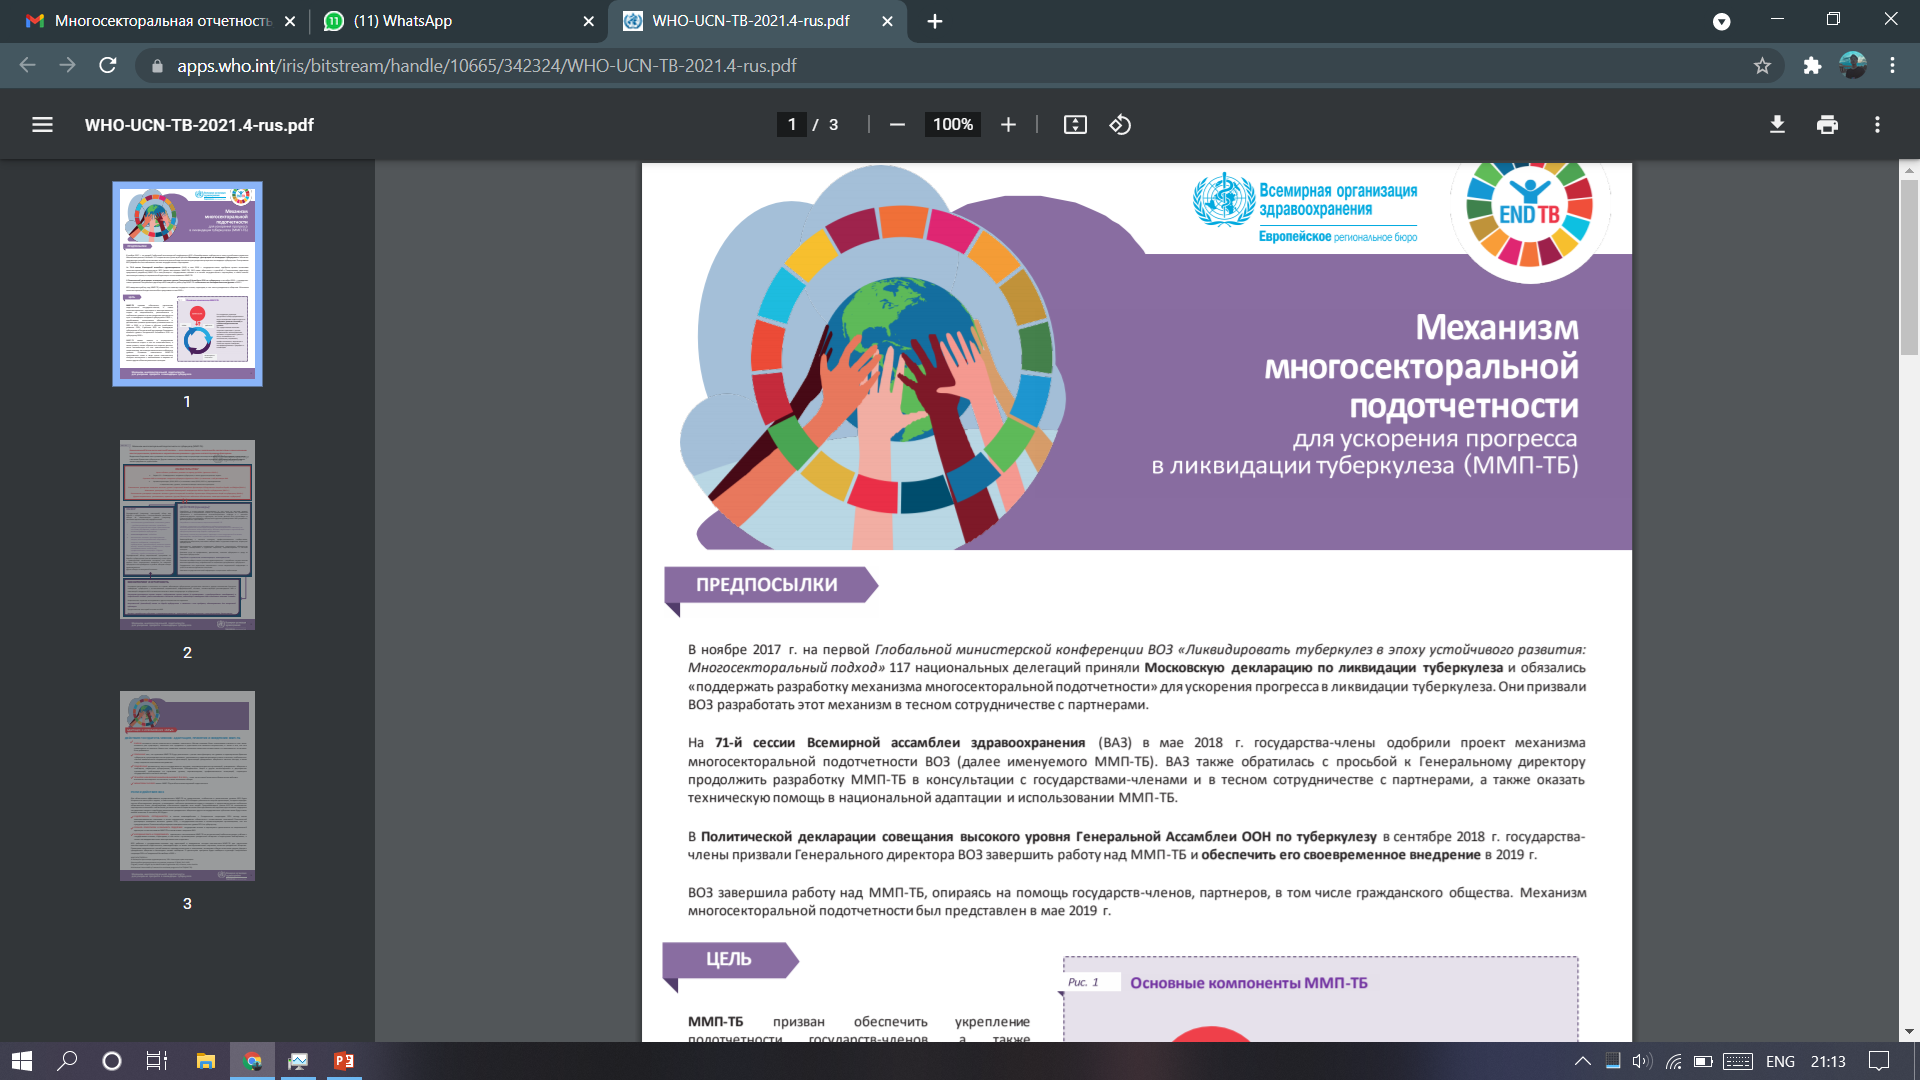 Многосекторальная отчетность
(11) WhatsApp
WHO-UCN-TB-2021.4-rus.pdf
apps.who.int/iris/bitstream/handle/10665/342324/WHO-UCN-TB-2021.4-rus.pdf
WHO-UCN-TB-2021.4-rus.pdf
1 / 3
100%
1
2
3
Всемирная организация
здравоохранения
Европейское региональное бюро
END TB
Механизм
многосекторальной
подотчетности
для ускорения прогресса
в ликвидации туберкулеза (ММП-ТБ)
ПРЕДПОСЫЛКИ
В ноябре 2017 г. на первой Глобальной министерской конференции ВОЗ «Ликвидировать туберкулез в эпоху устойчивого развития:
Многосекторальный подход» 117 национальных делегаций приняли Московскую декларацию по ликвидации туберкулеза и обязались
«поддержать разработку механизма многосекторальной подотчетности» для ускорения прогресса в ликвидации туберкулеза. Они призвали
ВОЗ разработать этот механизм в тесном сотрудничестве с партнерами.
На 71-й сессии Всемирной ассамблеи здравоохранения (ВАЗ) в мае 2018 г. государства-члены одобрили проект механизма
многосекторальной подотчетности ВОЗ (далее именуемого ММП-ТБ). ВАЗ также обратилась с просьбой к Генеральному директору
продолжить разработку ММП-ТБ в консультации с государствами-членами и в тесном сотрудничестве с партнерами, а также оказать
техническую помощь в национальной адаптации и использовании ММП-ТБ.
В Политической декларации совещания высокого уровня Генеральной Ассамблеи ООН по туберкулезу в сентябре 2018 г. государства-
члены призвали Генерального директора ВОЗ завершить работу над ММП-ТБ и обеспечить его своевременное внедрение в 2019 г.
ВОЗ завершила работу над ММП-ТБ, опираясь на помощь государств-членов, партнеров, в том числе гражданского общества. Механизм
многосекторальной подотчетности был представлен в мае 2019 г.
ЦЕЛЬ
Рис. 1
Основные компоненты ММП-ТБ
ММП-ТБ призван обеспечить укрепление
подотчетности государств-членов, а также
ENG
21:13